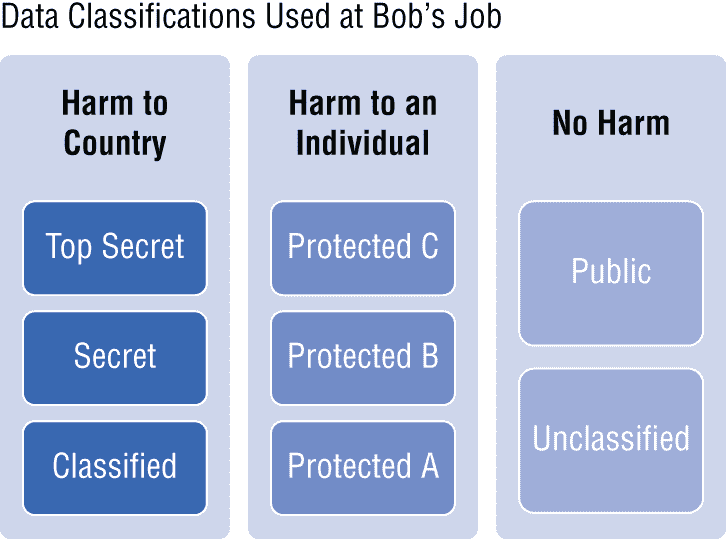 Data Classifications Used at Bob’s Job
Harm to
Country
Top Secret
Secret
Classified
Harm to an
Individual
Protected C
Protected B
Protected A
No Harm
Public
Unclassified